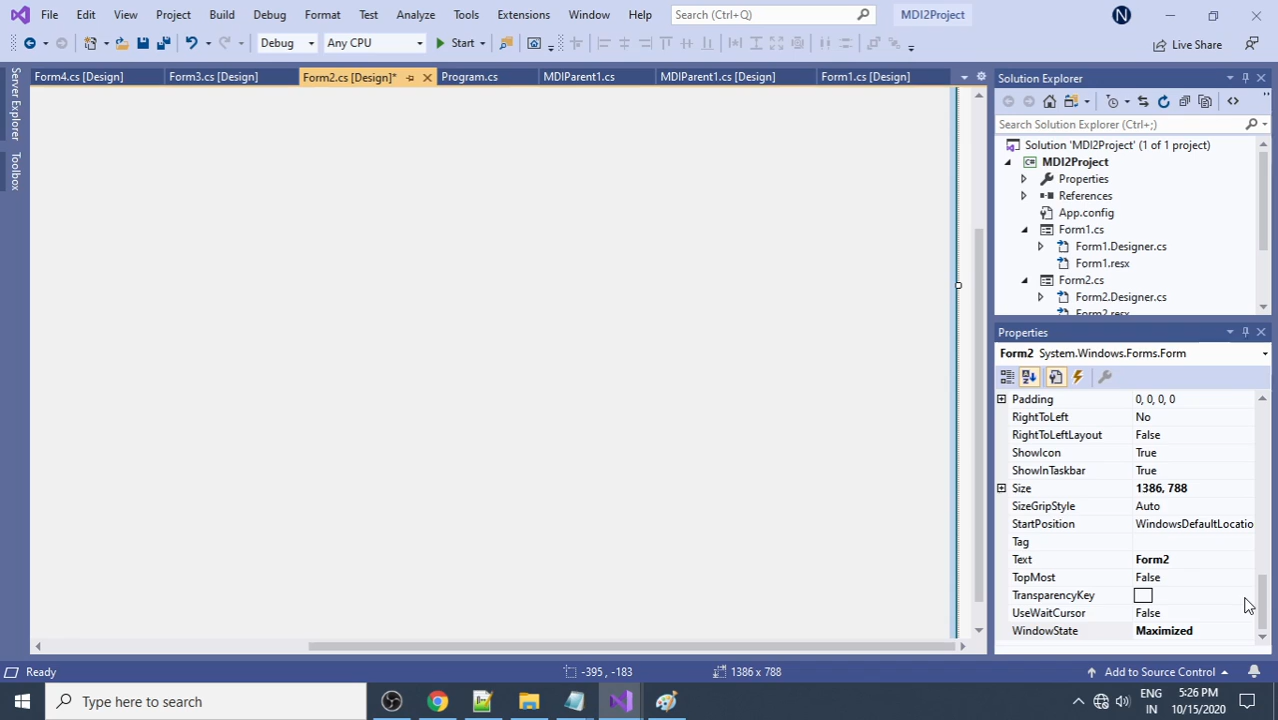 File Edit View Project Build Debug Format Test Analyze Tools Extensions Window Help Search (Ctrl+Q) MDI2Project N
Debug Any CPU Start Live Share
Form4.cs [Design] Form3.cs [Design] Form2.cs [Design]* Program.cs MDIParent1.cs MDIParent1.cs [Design] Form1.cs [Design]
Server Explorer
Toolbox
Solution Explorer
Search Solution Explorer (Ctrl+;)
Solution 'MDI2Project' (1 of 1 project)
C# MDI2Project
Properties
References
App.config
Form1.cs
Form1.Designer.cs
Form1.resx
Form2.cs
Form2.Designer.cs
Form2.resx
Properties
Form2 System.Windows.Forms.Form
Padding 0, 0, 0, 0
RightToLeft No
RightToLeftLayout False
ShowIcon True
ShowInTaskbar True
Size 1386, 788
SizeGripStyle Auto
StartPosition WindowsDefaultLocatio
Tag
Text Form2
TopMost False
TransparencyKey
UseWaitCursor False
WindowState Maximized
Ready -395 , -183 1386 x 788 Add to Source Control
Type here to search ENG 5:26 PM
IN 10/15/2020